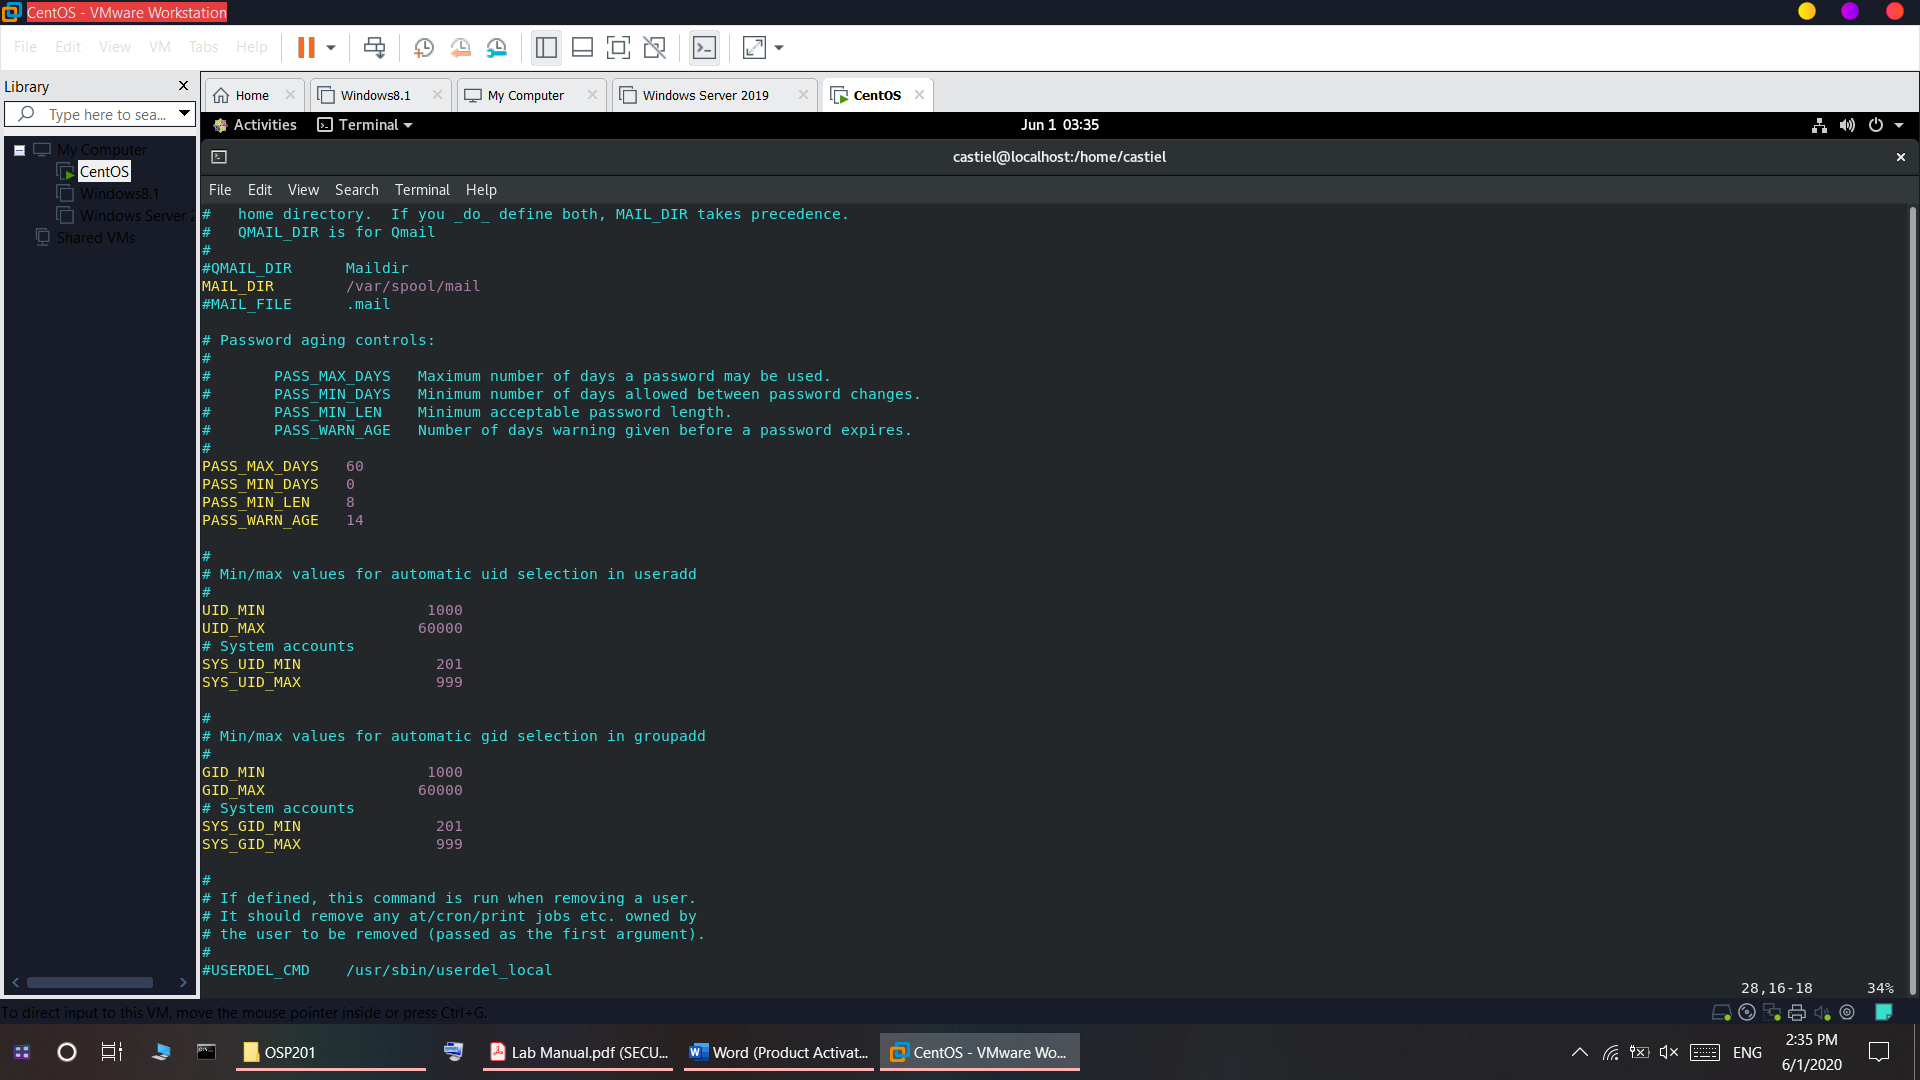 CentOS - VMware Workstation
File Edit View VM Tabs Help
Library
Type here to sea...
My Computer
CentOS
Windows8.1
Windows Server 2
Shared VMs
Home Windows8.1 My Computer Windows Server 2019 CentOS
Activities Terminal Jun 1 03:35
castiel@localhost:/home/castiel
File Edit View Search Terminal Help
#   home directory.  If you _do_ define both, MAIL_DIR takes precedence.
#   QMAIL_DIR is for Qmail
#
#QMAIL_DIR      Maildir
MAIL_DIR        /var/spool/mail
#MAIL_FILE      .mail
# Password aging controls:
#
#       PASS_MAX_DAYS   Maximum number of days a password may be used.
#       PASS_MIN_DAYS   Minimum number of days allowed between password changes.
#       PASS_MIN_LEN    Minimum acceptable password length.
#       PASS_WARN_AGE   Number of days warning given before a password expires.
#
PASS_MAX_DAYS   60
PASS_MIN_DAYS   0
PASS_MIN_LEN    8
PASS_WARN_AGE   14
#
# Min/max values for automatic uid selection in useradd
#
UID_MIN                  1000
UID_MAX                 60000
# System accounts
SYS_UID_MIN               201
SYS_UID_MAX               999
#
# Min/max values for automatic gid selection in groupadd
#
GID_MIN                  1000
GID_MAX                 60000
# System accounts
SYS_GID_MIN               201
SYS_GID_MAX               999
#
# If defined, this command is run when removing a user.
# It should remove any at/cron/print jobs etc. owned by
# the user to be removed (passed as the first argument).
#
#USERDEL_CMD    /usr/sbin/userdel_local
28,16-18 34%
To direct input to this VM, move the mouse pointer inside or press Ctrl+G.
OSP201 Lab Manual.pdf (SECU... Word (Product Activat... CentOS - VMware Wo... ENG 2:35 PM
6/1/2020